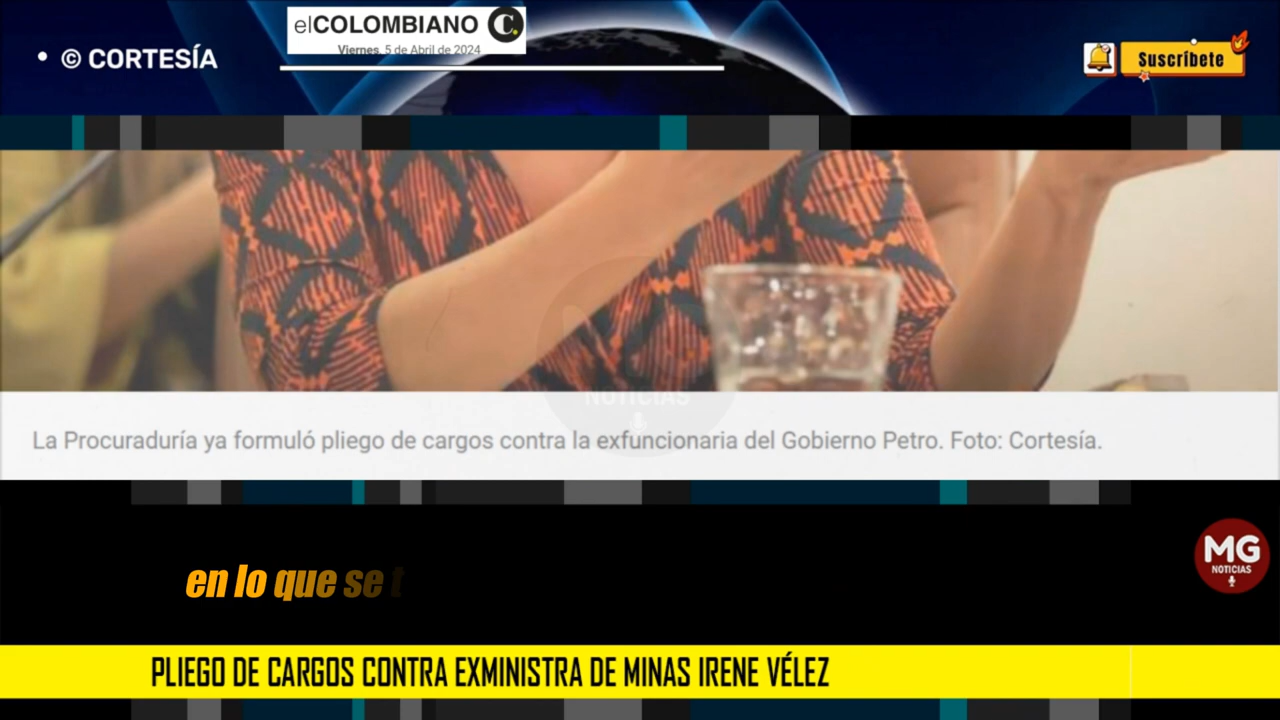 elCOLOMBIANO C.
Viernes, 5 de Abril de 2024
• © CORTESÍA
Suscríbete
NOTICIAS
La Procuraduría ya formuló pliego de cargos contra la exfuncionaria del Gobierno Petro. Foto: Cortesía.
MG
NOTICIAS
en lo que se t
PLIEGO DE CARGOS CONTRA EXMINISTRA DE MINAS IRENE VÉLEZ